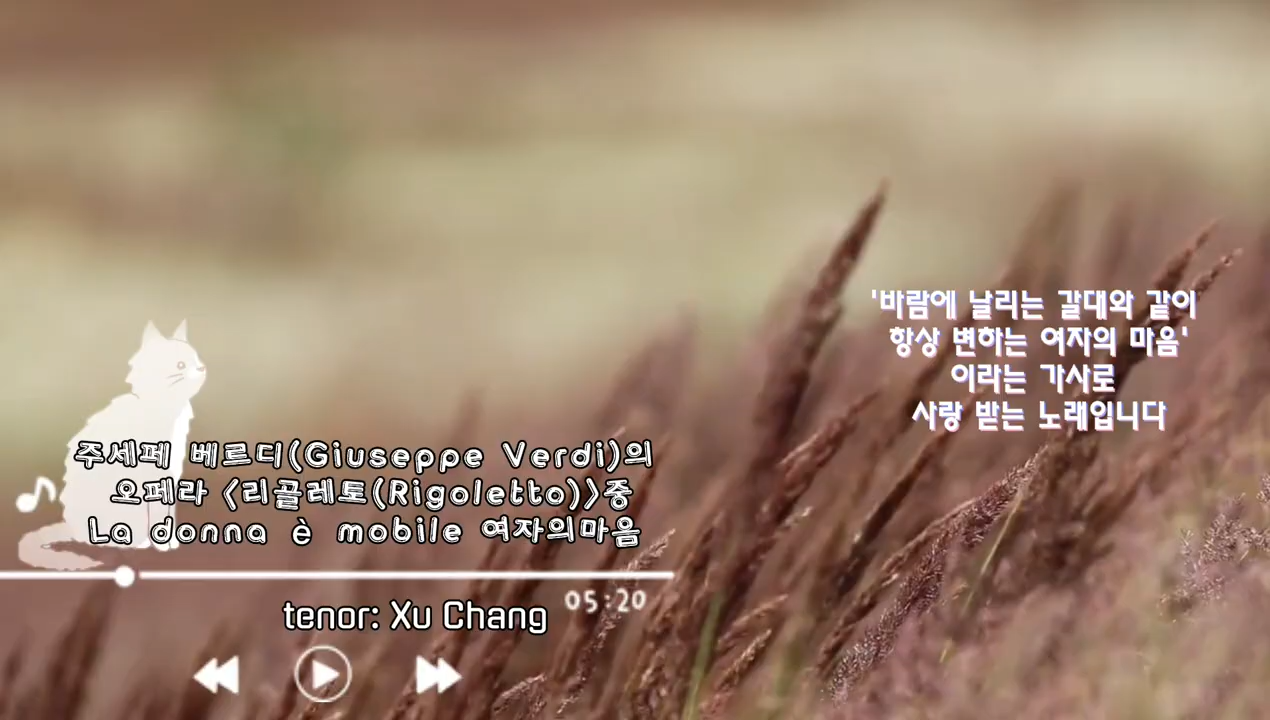 '바람에 날리는 갈대와 같이
항상 변하는 여자의 마음'
이라는 가사로
사랑 받는 노래입니다
주세페 베르디(Giuseppe Verdi)의
오페라 <리골레토(Rigoletto)>중
La donna è mobile 여자의마음
05:20
tenor: Xu Chang